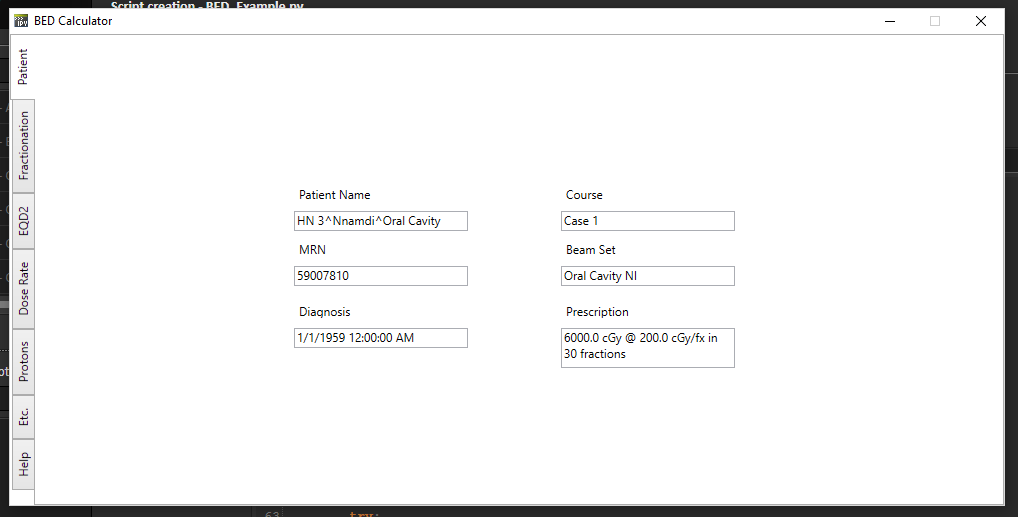 Script creation - BED_Example.py
BED Calculator
Patient
Fractionation
EQD2
Dose Rate
Protons
Etc.
Help
Patient Name
HN 3^Nnamdi^Oral Cavity
MRN
59007810
Diagnosis
1/1/1959 12:00:00 AM
Course
Case 1
Beam Set
Oral Cavity NI
Prescription
6000.0 cGy @ 200.0 cGy/fx in
30 fractions
63 try: